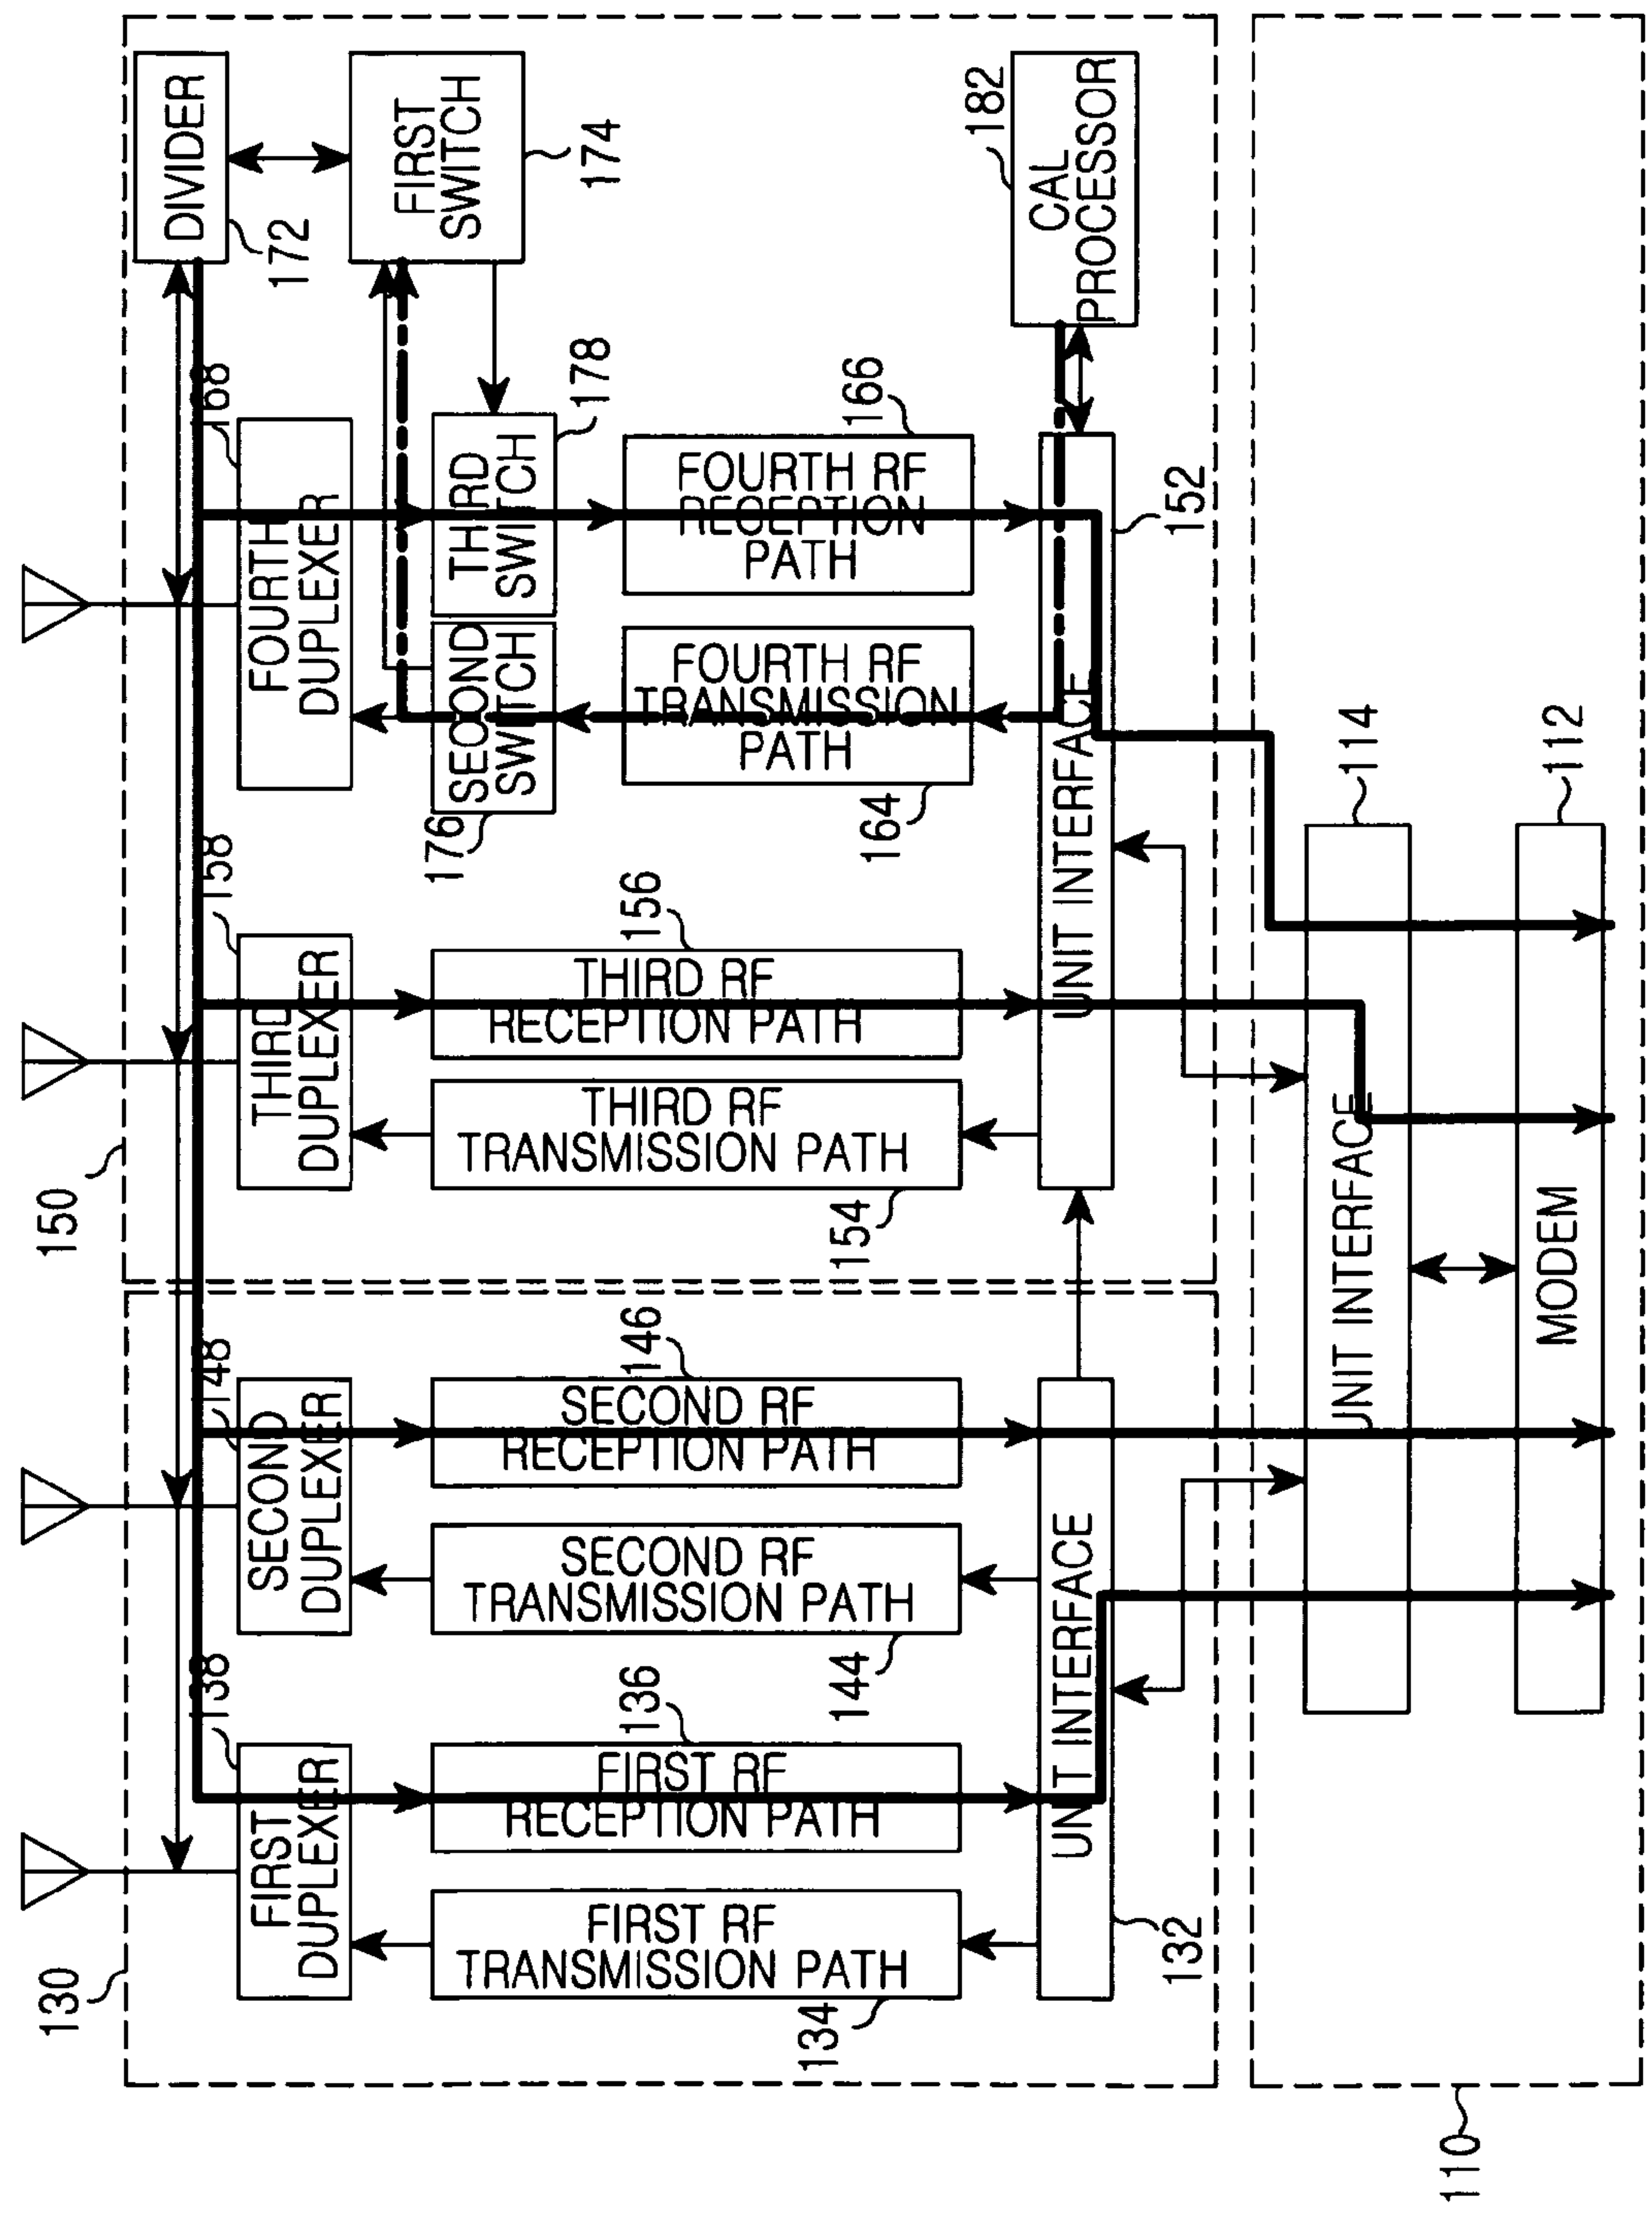 110
130
150
FIRST
DUPLEXER
138
FIRST RF
TRANSMISSION PATH
134
FIRST RF
RECEPTION PATH
136
SECOND
DUPLEXER
148
SECOND RF
TRANSMISSION PATH
144
SECOND RF
RECEPTION PATH
146
UNIT INTERFACE
132
THIRD
DUPLEXER
158
THIRD RF
TRANSMISSION PATH
154
THIRD RF
RECEPTION PATH
156
FOURTH
DUPLEXER
168
SECOND
SWITCH
176
THIRD
SWITCH
178
FOURTH RF
TRANSMISSION
PATH
164
FOURTH RF
RECEPTION
PATH
166
UNIT INTERFACE
152
DIVIDER
172
FIRST
SWITCH
174
CAL
PROCESSOR
182
UNIT INTERFACE
114
MODEM
112